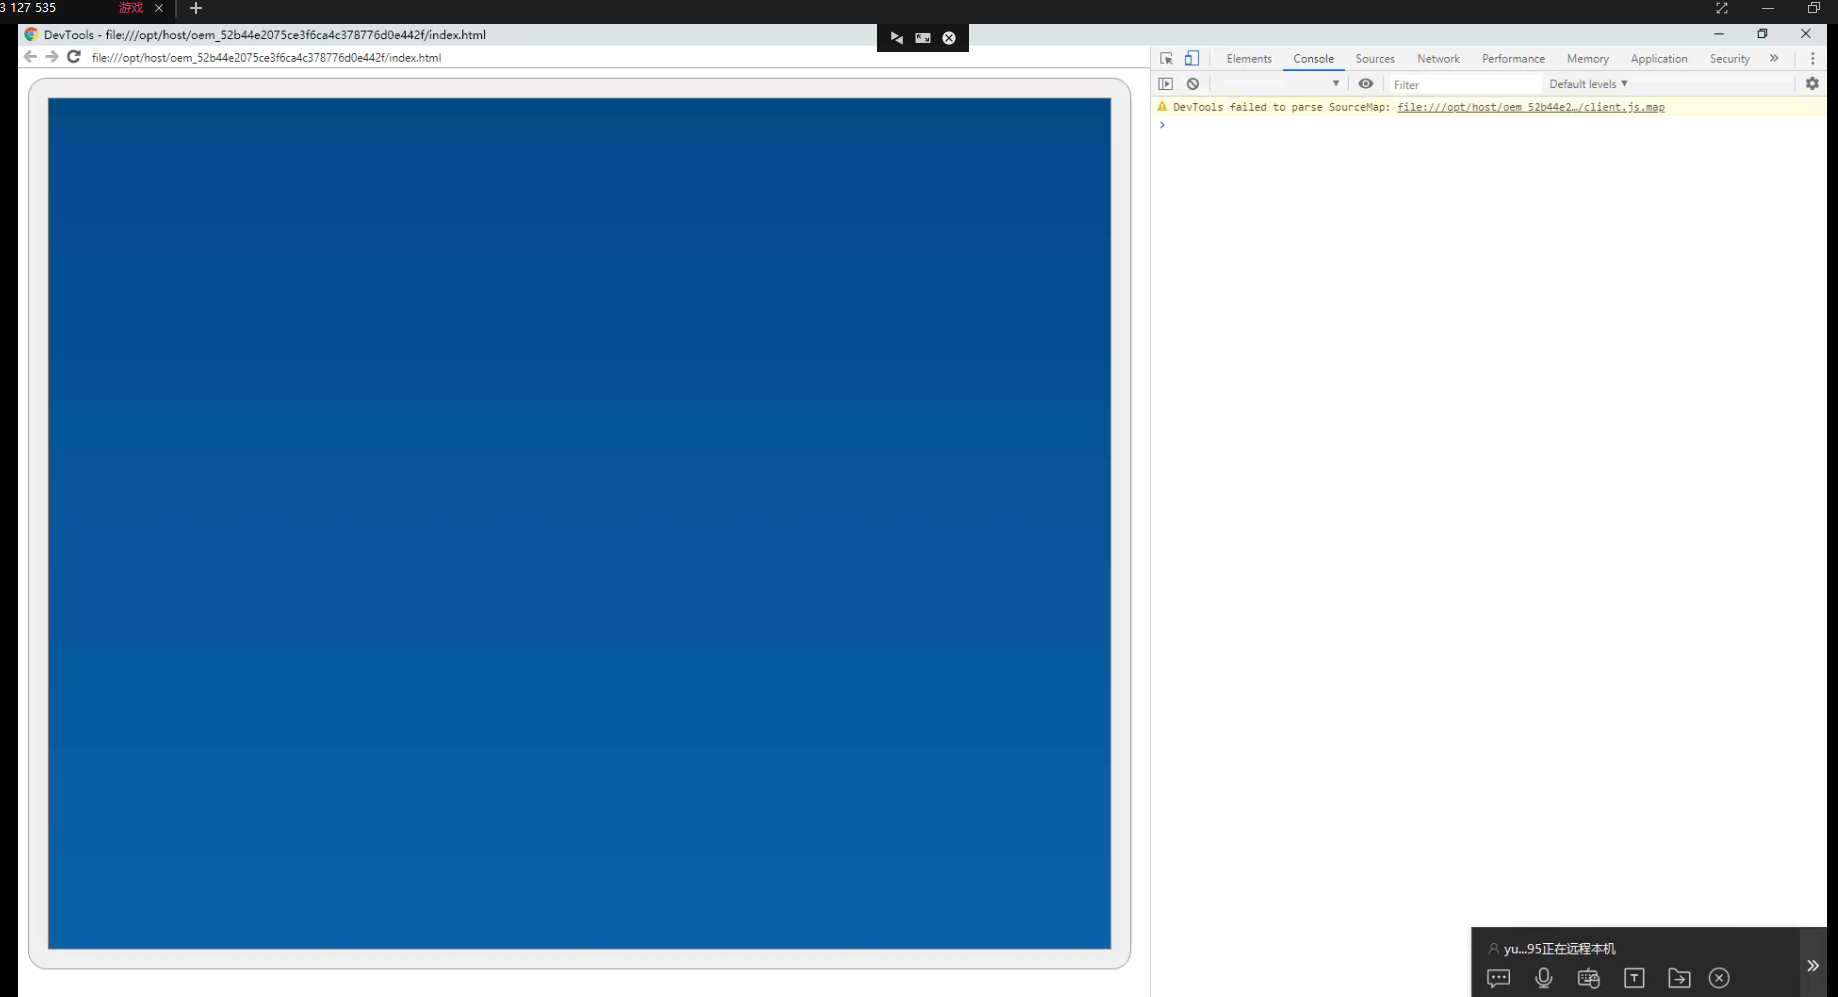 3 127 535
游戏
DevTools - file:///opt/host/oem_52b44e2075ce3f6ca4c378776d0e442f/index.html
file:///opt/host/oem_52b44e2075ce3f6ca4c378776d0e442f/index.html
Elements Console Sources Network Performance Memory Application Security
Filter Default levels
DevTools failed to parse SourceMap: file:///opt/host/oem_52b44e2…/client.js.map
yu...95正在远程本机